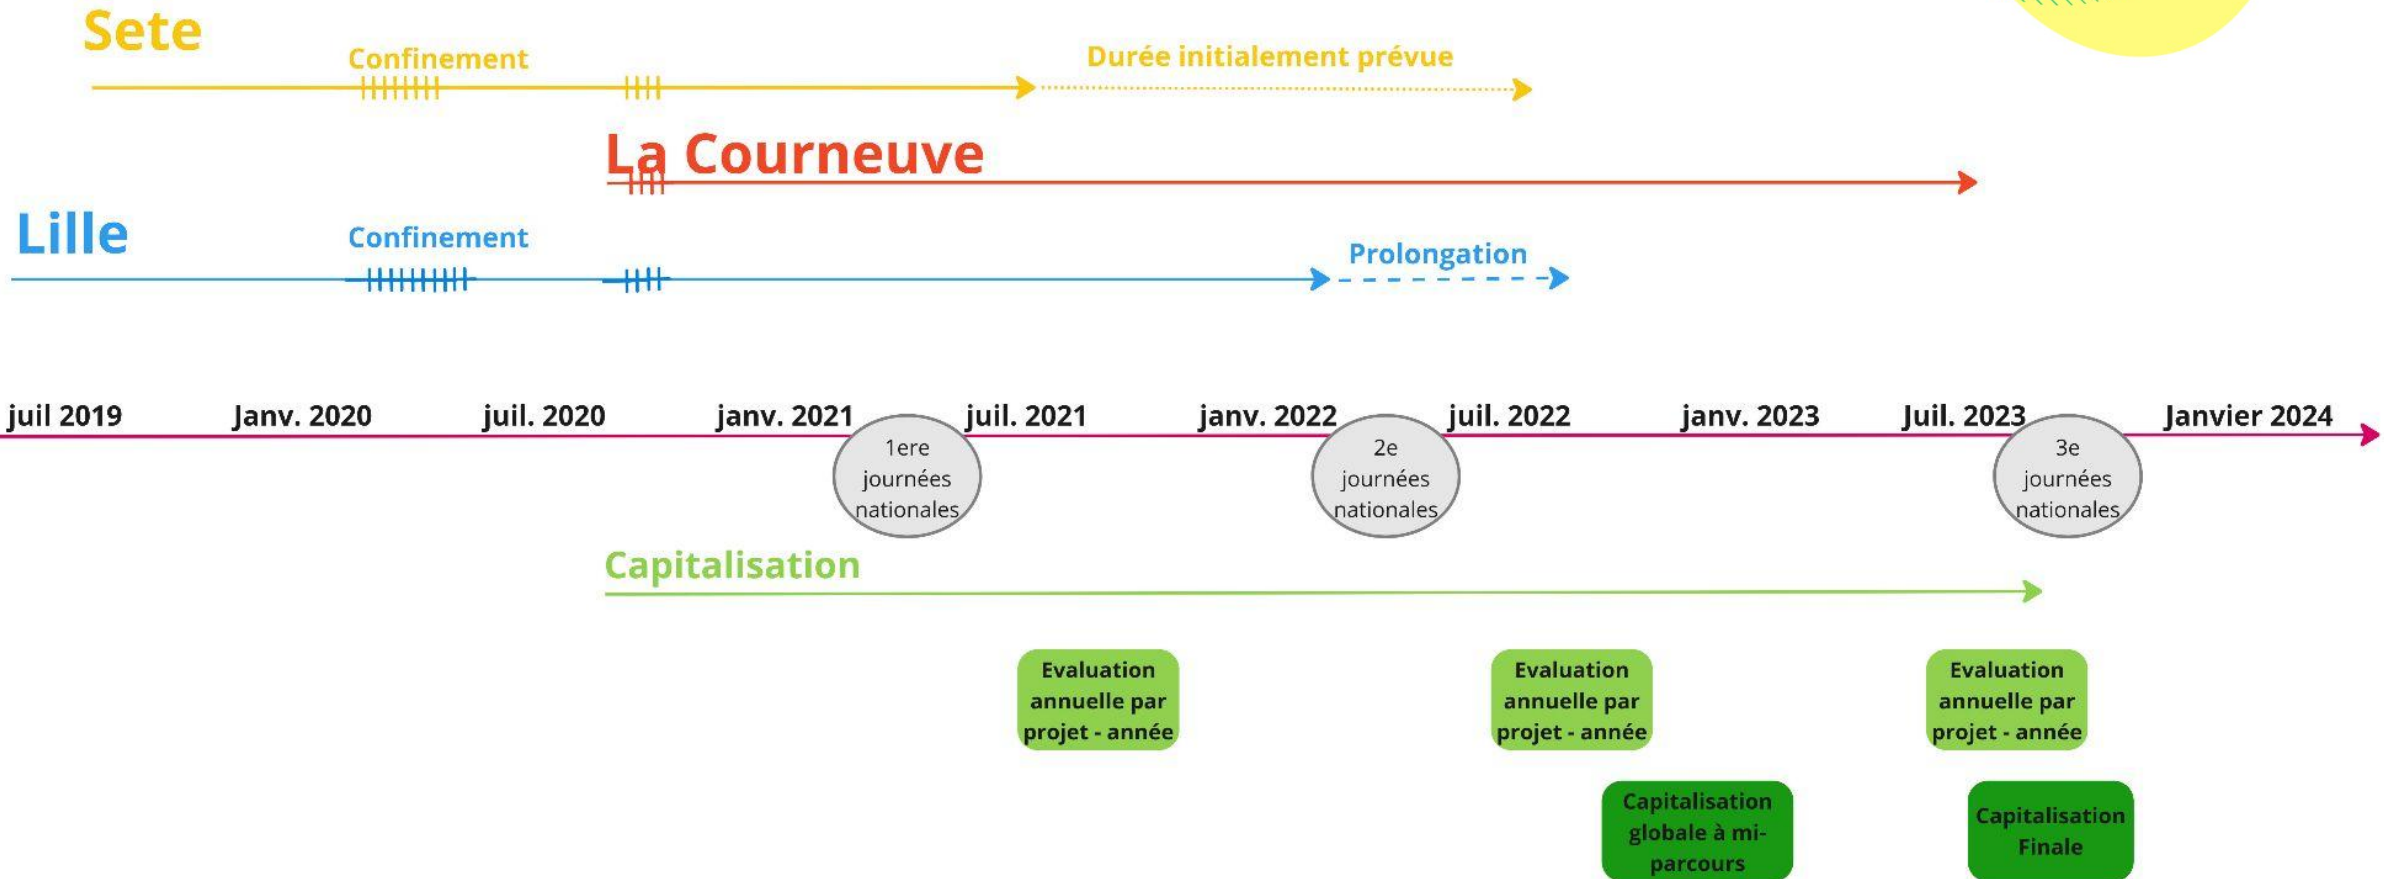 Sete
Confinement
Durée initialement prévue
La Courneuve
Lille
Confinement
Prolongation
juil 2019
Janv. 2020
juil. 2020
janv. 2021
juil. 2021
janv. 2022
juil. 2022
janv. 2023
Juil. 2023
Janvier 2024
1ere
journées
nationales
2e
journées
nationales
3e
journées
nationales
Capitalisation
Evaluation
annuelle par
projet - année
Evaluation
annuelle par
projet - année
Evaluation
annuelle par
projet - année
Capitalisation
globale à mi-
parcours
Capitalisation
Finale